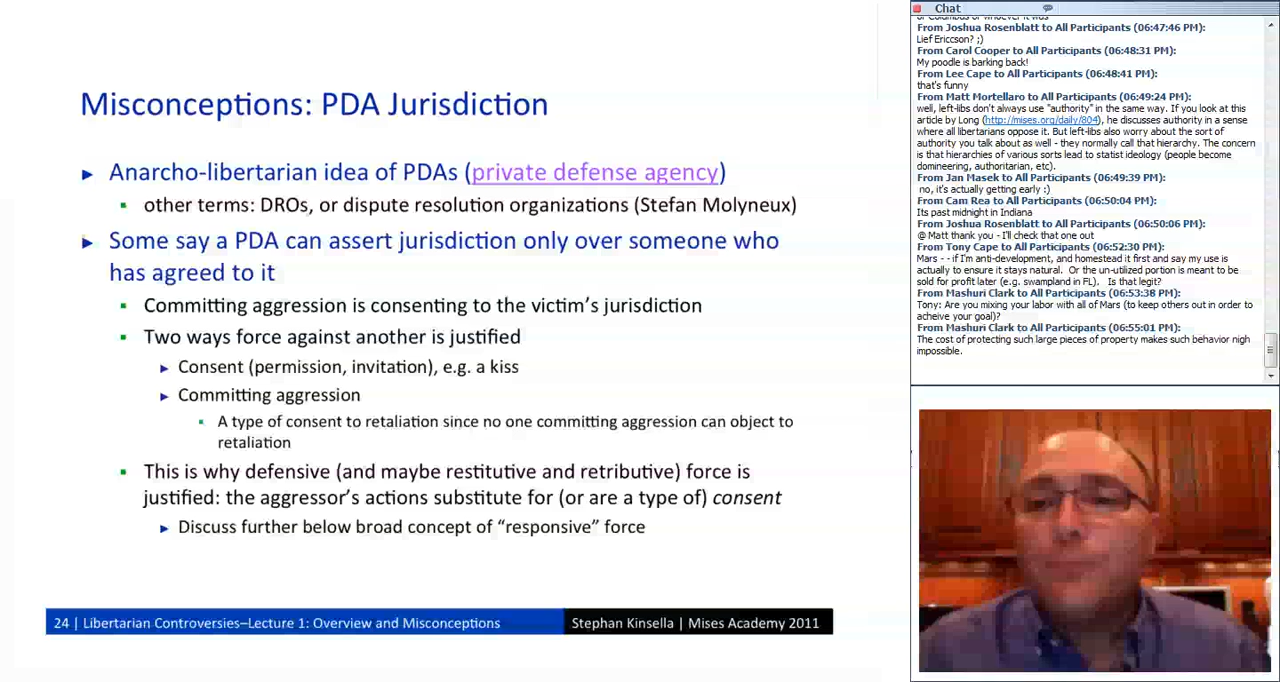 Misconceptions: PDA Jurisdiction
Anarcho-libertarian idea of PDAs (private defense agency)
other terms: DROs, or dispute resolution organizations (Stefan Molyneux)
Some say a PDA can assert jurisdiction only over someone who
has agreed to it
Committing aggression is consenting to the victim's jurisdiction
Two ways force against another is justified
Consent (permission, invitation), e.g. a kiss
Committing aggression
A type of consent to retaliation since no one committing aggression can object to
retaliation
This is why defensive (and maybe restitutive and retributive) force is
justified: the aggressor's actions substitute for (or are a type of) consent
Discuss further below broad concept of "responsive" force
24 | Libertarian Controversies–Lecture 1: Overview and Misconceptions
Stephan Kinsella | Mises Academy 2011
Chat
or Columbus or whoever it was
From Joshua Rosenblatt to All Participants (06:47:46 PM):
Lief Ericcson? ;)
From Carol Cooper to All Participants (06:48:31 PM):
My poodle is barking back!
From Lee Cape to All Participants (06:48:41 PM):
that's funny
From Matt Mortellaro to All Participants (06:49:24 PM):
well, left-libs don't always use "authority" in the same way. If you look at this
article by Long (http://mises.org/daily/804), he discusses authority in a sense
where all libertarians oppose it. But left-libs also worry about the sort of
authority you talk about as well - they normally call that hierarchy. The concern
is that hierarchies of various sorts lead to statist ideology (people become
domineering, authoritarian, etc).
From Jan Masek to All Participants (06:49:39 PM):
no, it's actually getting early :)
From Cam Rea to All Participants (06:50:04 PM):
Its past midnight in Indiana
From Joshua Rosenblatt to All Participants (06:50:06 PM):
@ Matt thank you - I'll check that one out
From Tony Cape to All Participants (06:52:30 PM):
Mars - - if I'm anti-development, and homestead it first and say my use is
actually to ensure it stays natural. Or the un-utilized portion is meant to be
sold for profit later (e.g. swampland in FL). Is that legit?
From Mashuri Clark to All Participants (06:53:38 PM):
Tony: Are you mixing your labor with all of Mars (to keep others out in order to
acheive your goal)?
From Mashuri Clark to All Participants (06:55:01 PM):
The cost of protecting such large pieces of property makes such behavior nigh
impossible.